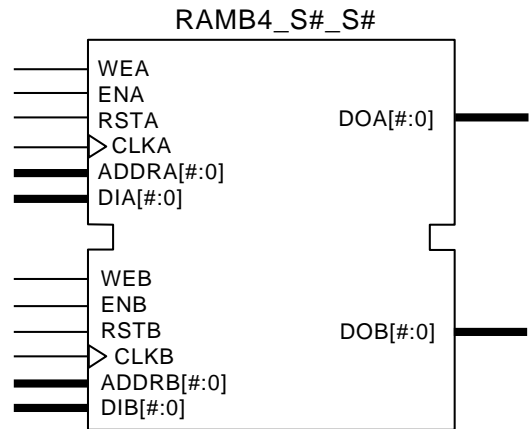 RAMB4_S#_S#
WEA
ENA
RSTA
DOA[#:0]
CLKA
ADDRA[#:0]
DIA[#:0]
WEB
ENB
RSTB
DOB[#:0]
CLKB
ADDRB[#:0]
DIB[#:0]